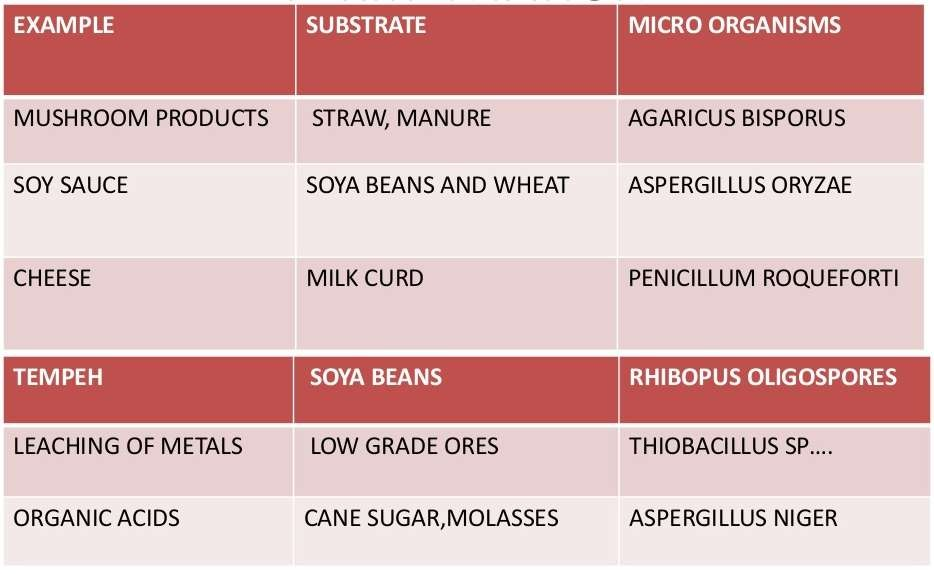 EXAMPLE SUBSTRATE MICRO ORGANISMS
MUSHROOM PRODUCTS STRAW, MANURE AGARICUS BISPORUS
SOY SAUCE SOYA BEANS AND WHEAT ASPERGILLUS ORYZAE
CHEESE MILK CURD PENICILLUM ROQUEFORTI
TEMPEH SOYA BEANS RHIBOPUS OLIGOSPORES
LEACHING OF METALS LOW GRADE ORES THIOBACILLUS SP....
ORGANIC ACIDS CANE SUGAR,MOLASSES ASPERGILLUS NIGER